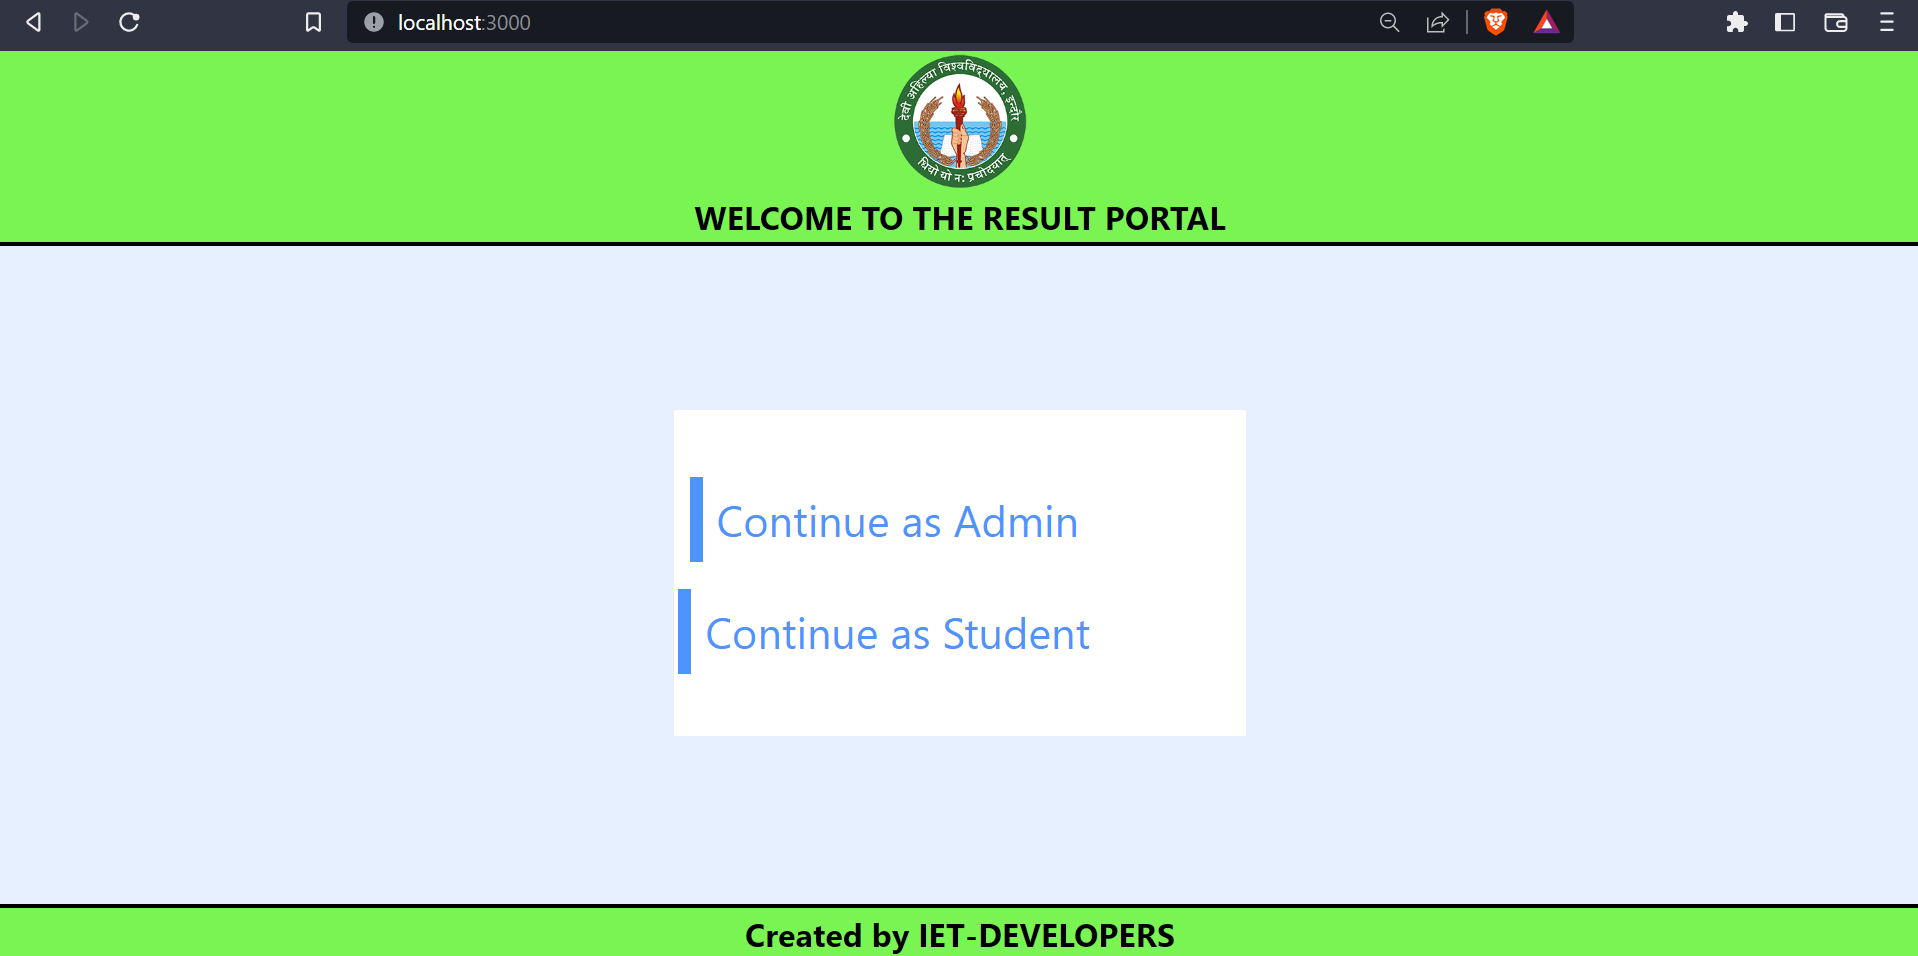 localhost:3000
देवी अहिल्या विश्वविद्यालय, इन्दौर
धियो यो नः प्रचोदयात्
WELCOME TO THE RESULT PORTAL
Continue as Admin
Continue as Student
Created by IET-DEVELOPERS